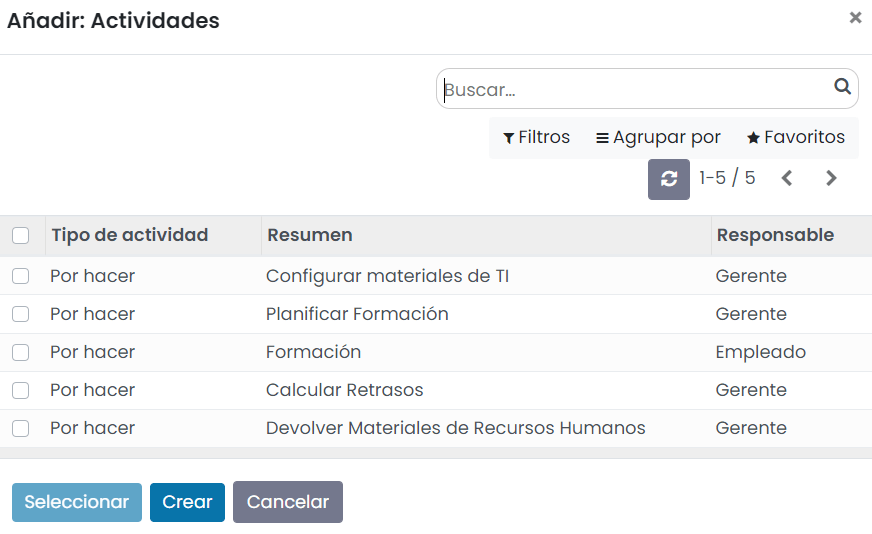 Añadir: Actividades ×
Buscar...
Filtros Agrupar por Favoritos
1-5 / 5
Tipo de actividad Resumen Responsable
Por hacer Configurar materiales de TI Gerente
Por hacer Planificar Formación Gerente
Por hacer Formación Empleado
Por hacer Calcular Retrasos Gerente
Por hacer Devolver Materiales de Recursos Humanos Gerente
Seleccionar Crear Cancelar